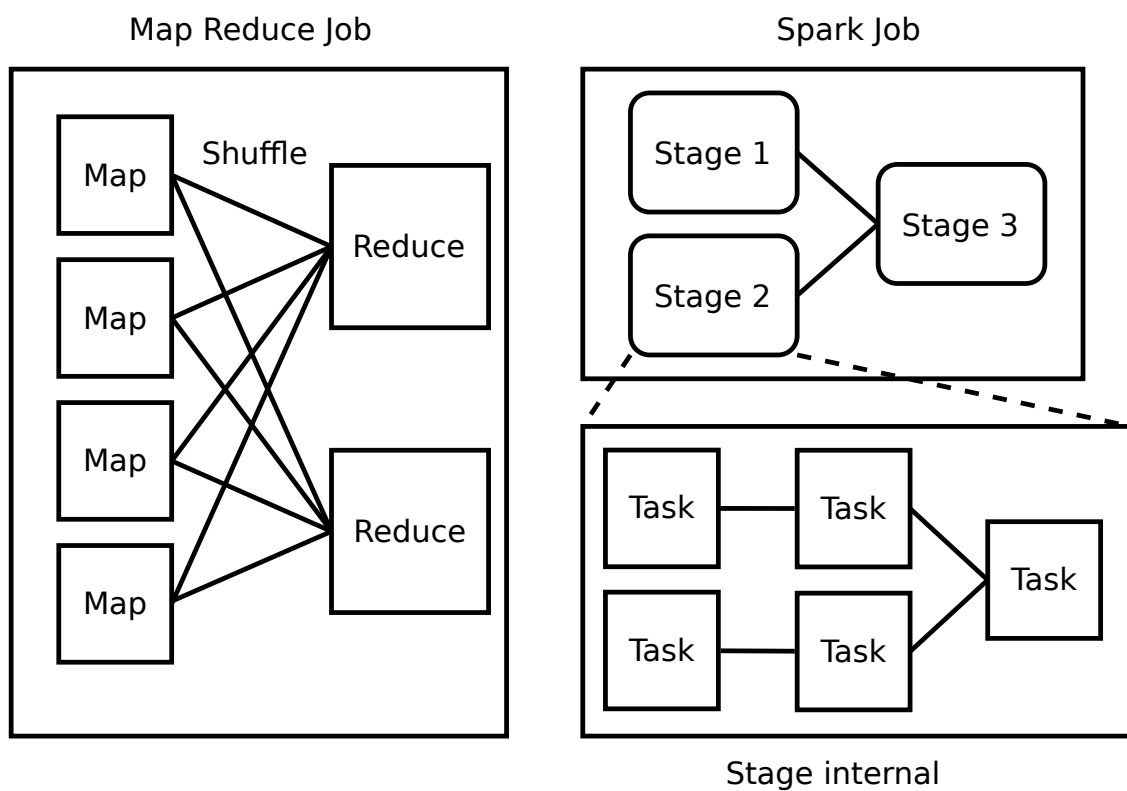 Map Reduce Job
Map
Shuffle
Map
Map
Map
Reduce
Reduce
Spark Job
Stage 1
Stage 2
Stage 3
Task
Task
Task
Task
Task
Stage internal